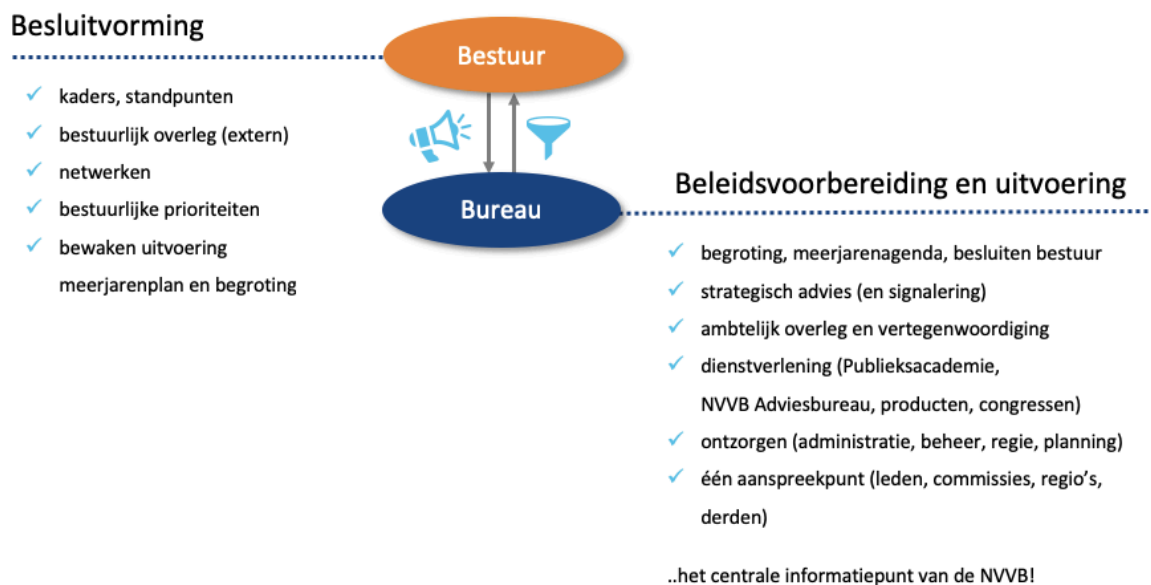 Besluitvorming
Bestuur
kaders, standpunten
bestuurlijk overleg (extern)
netwerken
bestuurlijke prioriteiten
bewaken uitvoering
meerjarenplan en begroting
Bureau
Beleidsvoorbereiding en uitvoering
begroting, meerjarenagenda, besluiten bestuur
strategisch advies (en signalering)
ambtelijk overleg en vertegenwoordiging
dienstverlening (Publieksacademie,
NVVB Adviesbureau, producten, congressen)
ontzorgen (administratie, beheer, regie, planning)
één aanspreekpunt (leden, commissies, regio's,
derden)
..het centrale informatiepunt van de NVVB!